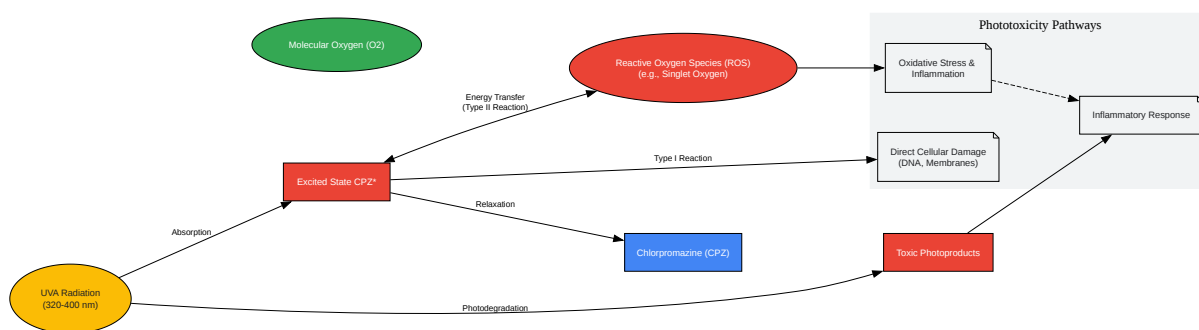 Phototoxicity Pathways
Molecular Oxygen (O2)
Reactive Oxygen Species (ROS)
(e.g., Singlet Oxygen)
Oxidative Stress &
Inflammation
Energy Transfer
(Type II Reaction)
Inflammatory Response
Type I Reaction
Direct Cellular Damage
(DNA, Membranes)
Excited State CPZ*
Relaxation
Absorption
Chlorpromazine (CPZ)
Toxic Photoproducts
UVA Radiation
(320-400 nm)
Photodegradation